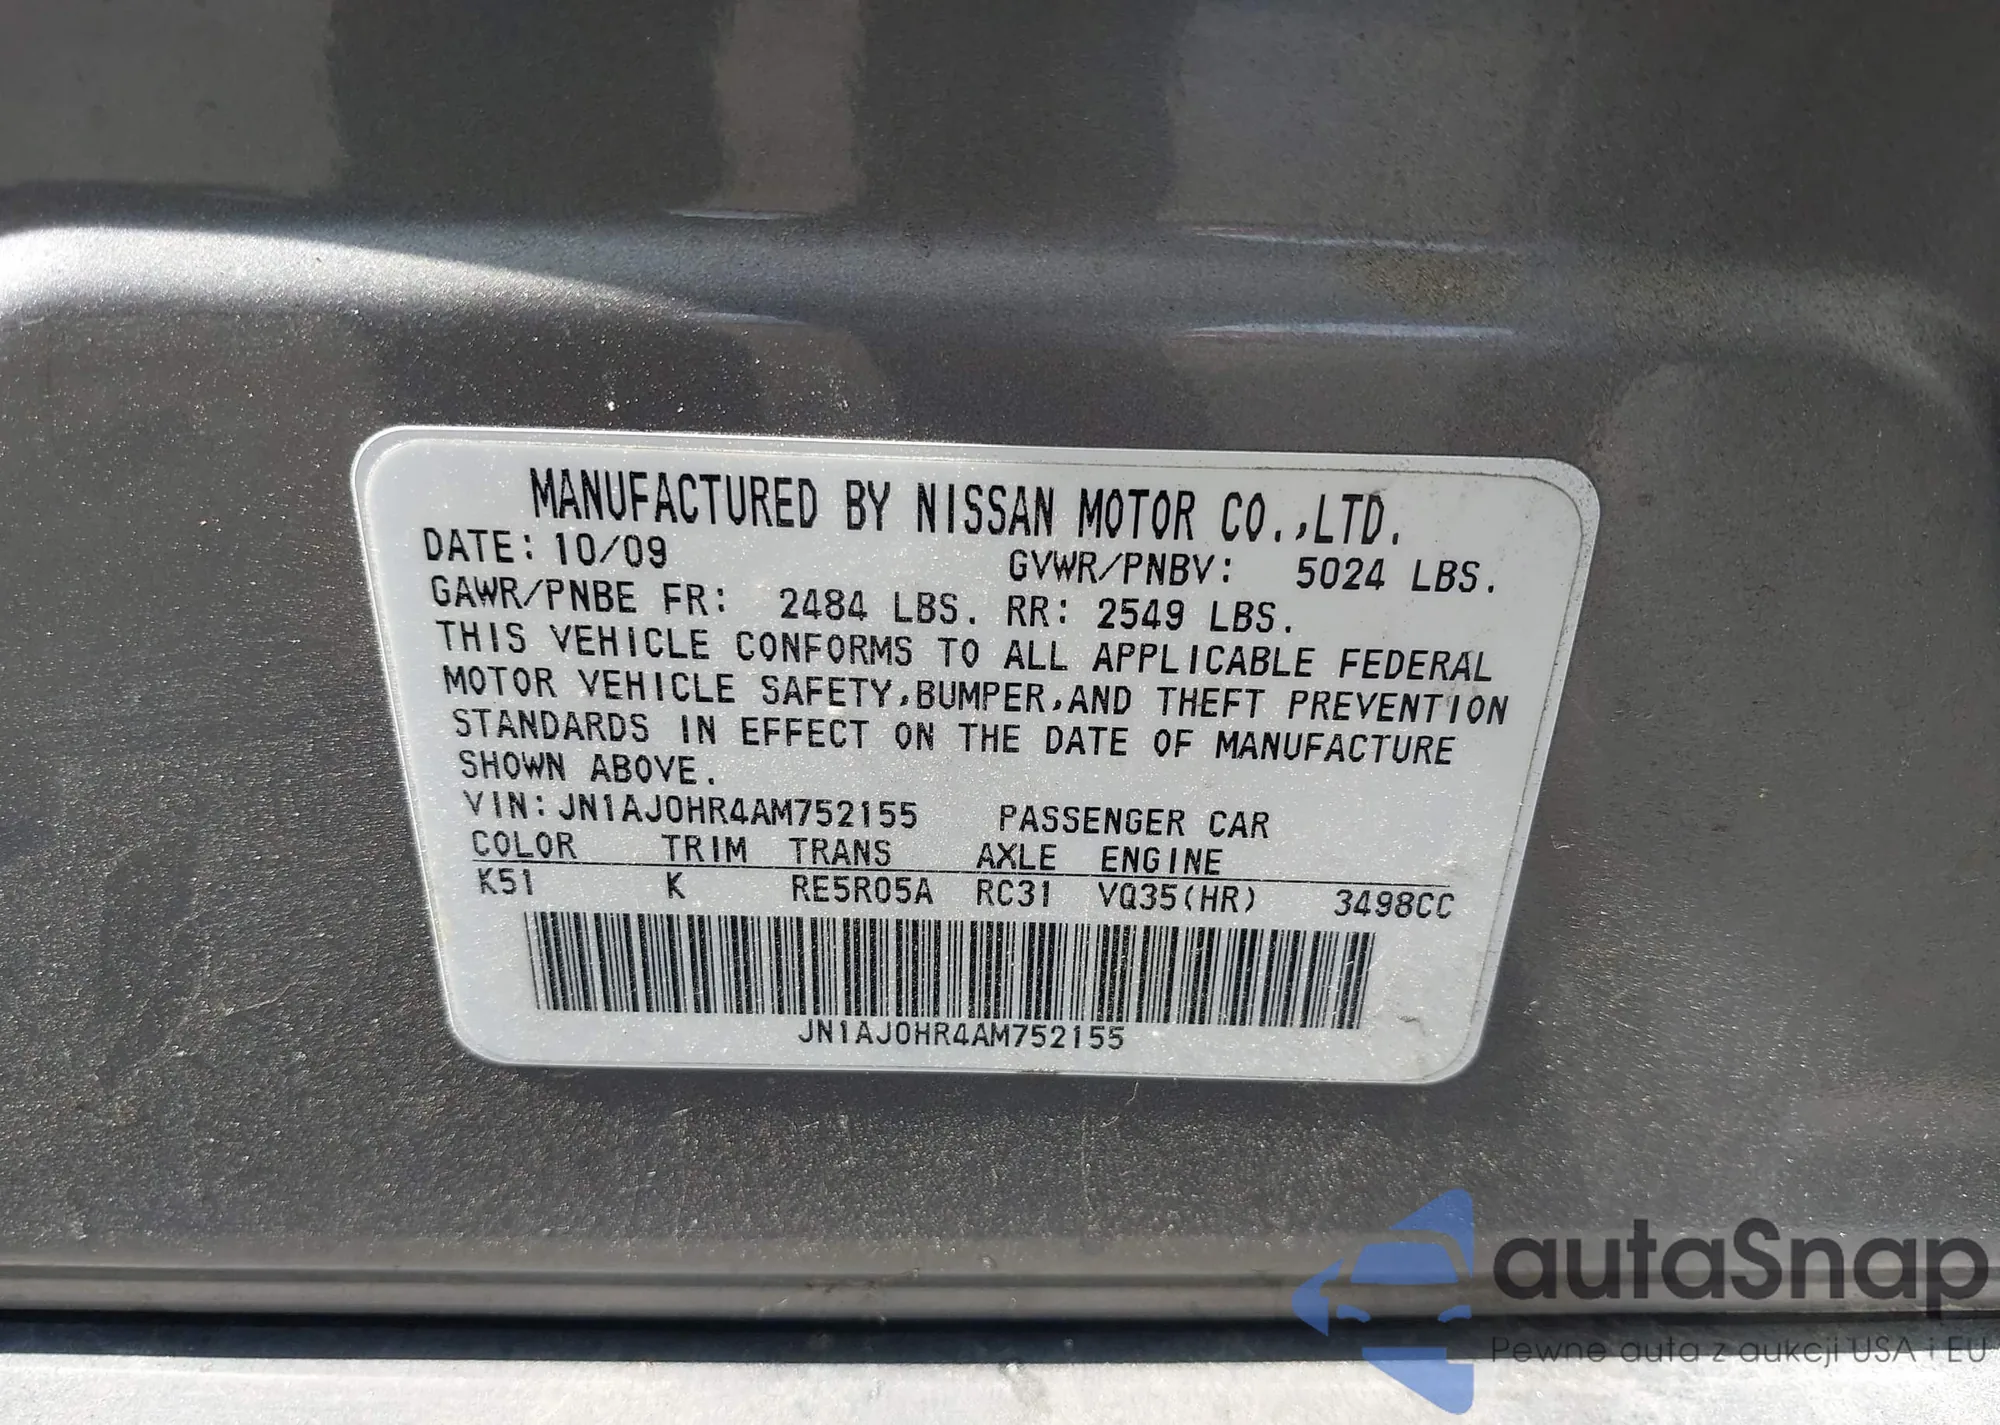 MANUFACTURED BY NISSAN MOTOR CO.,LTD.
DATE: 10/09 GVWR/PNBV: 5024 LBS.
GAWR/PNBE FR: 2484 LBS. RR: 2549 LBS.
THIS VEHICLE CONFORMS TO ALL APPLICABLE FEDERAL
MOTOR VEHICLE SAFETY,BUMPER,AND THEFT PREVENTION
STANDARDS IN EFFECT ON THE DATE OF MANUFACTURE
SHOWN ABOVE.
VIN: JN1AJ0HR4AM752155 PASSENGER CAR
COLOR TRIM TRANS AXLE ENGINE
K51 K RE5R05A RC31 VQ35(HR) 3498CC
JN1AJ0HR4AM752155
autaSnap
Pewne auta z aukcji USA i EU